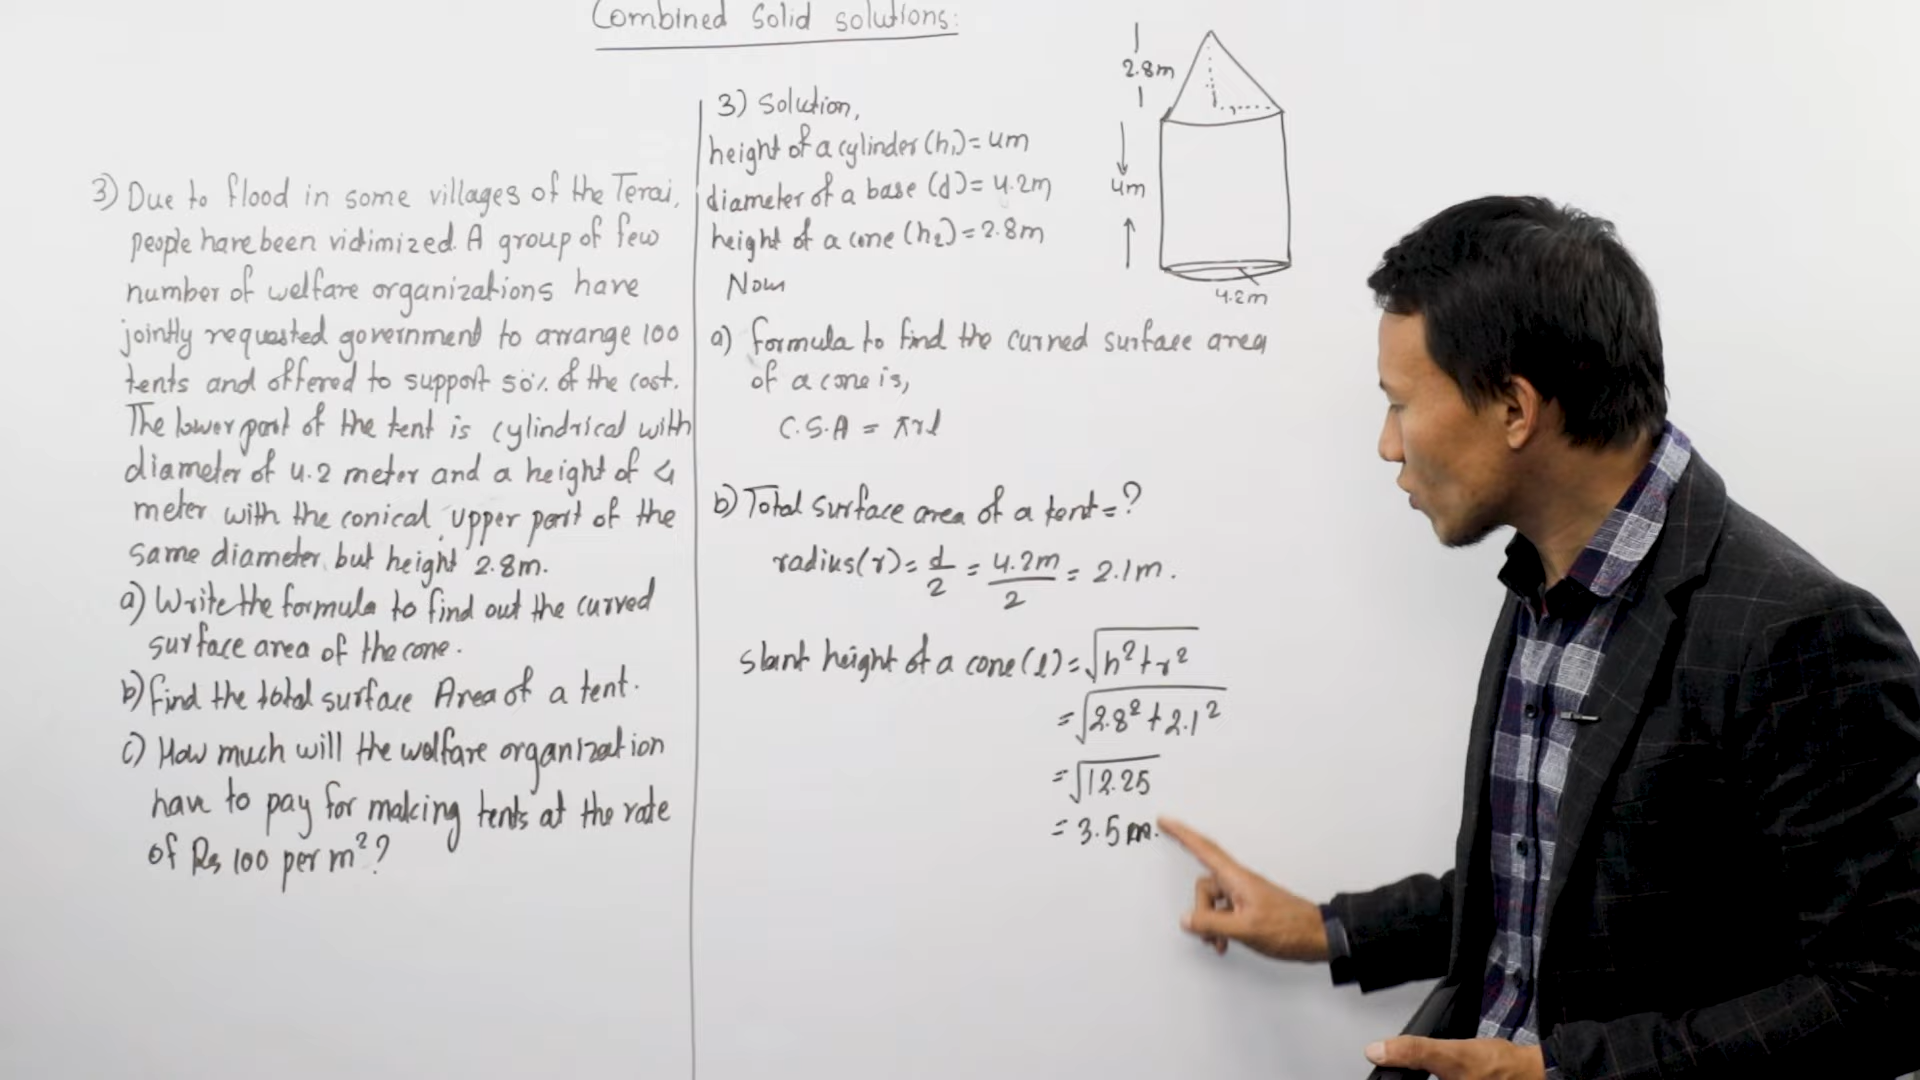 Combined Solid solutions:
3) Due to flood in some villages of the Terai,
people have been vidimized. A group of few
number of welfare organizations have
jointly requested government to arrange 100
tents and offered to support 50% of the cost.
The lower part of the tent is cylindrical with
diameter of 4.2 meter and a height of 4
meter with the conical upper part of the
same diameter but height 2.8m.
a) Write the formula to find out the curved
surface area of the cone.
b) find the total surface Area of a tent.
c) How much will the welfare organization
have to pay for making tents at the rate
of Rs 100 per m²?
3) Solution,
height of a cylinder (h₁) = 4m
diameter of a base (d) = 4.2m
height of a cone (h₂) = 2.8m
Now
a) formula to find the curved surface area
of a cone is,
C.S.A = πrl
b) Total surface area of a tent = ?
radius(r) = d/2 = 4.2m/2 = 2.1m.
slant height of a cone (l) = √h²+r²
= √2.8²+2.1²
= √12.25
= 3.5m.
2.8m
4m
4.2m